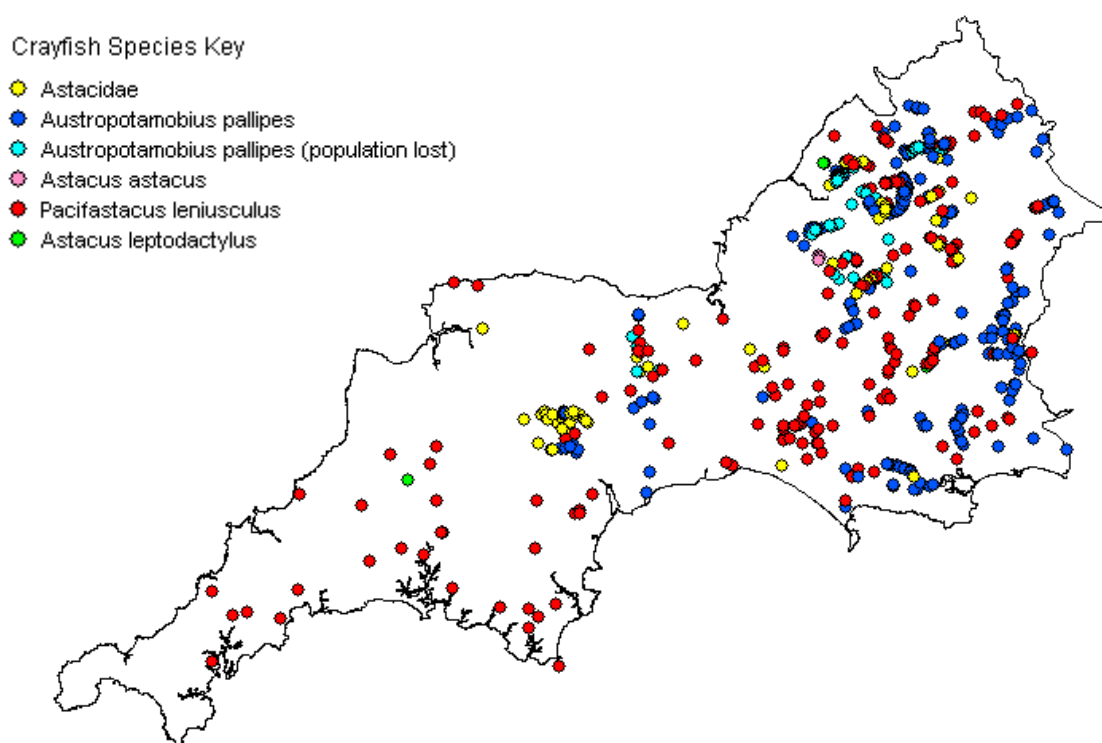 Crayfish Species Key
Astacidae
Austropotamobius pallipes
Austropotamobius pallipes (population lost)
Astacus astacus
Pacifastacus leniusculus
Astacus leptodactylus